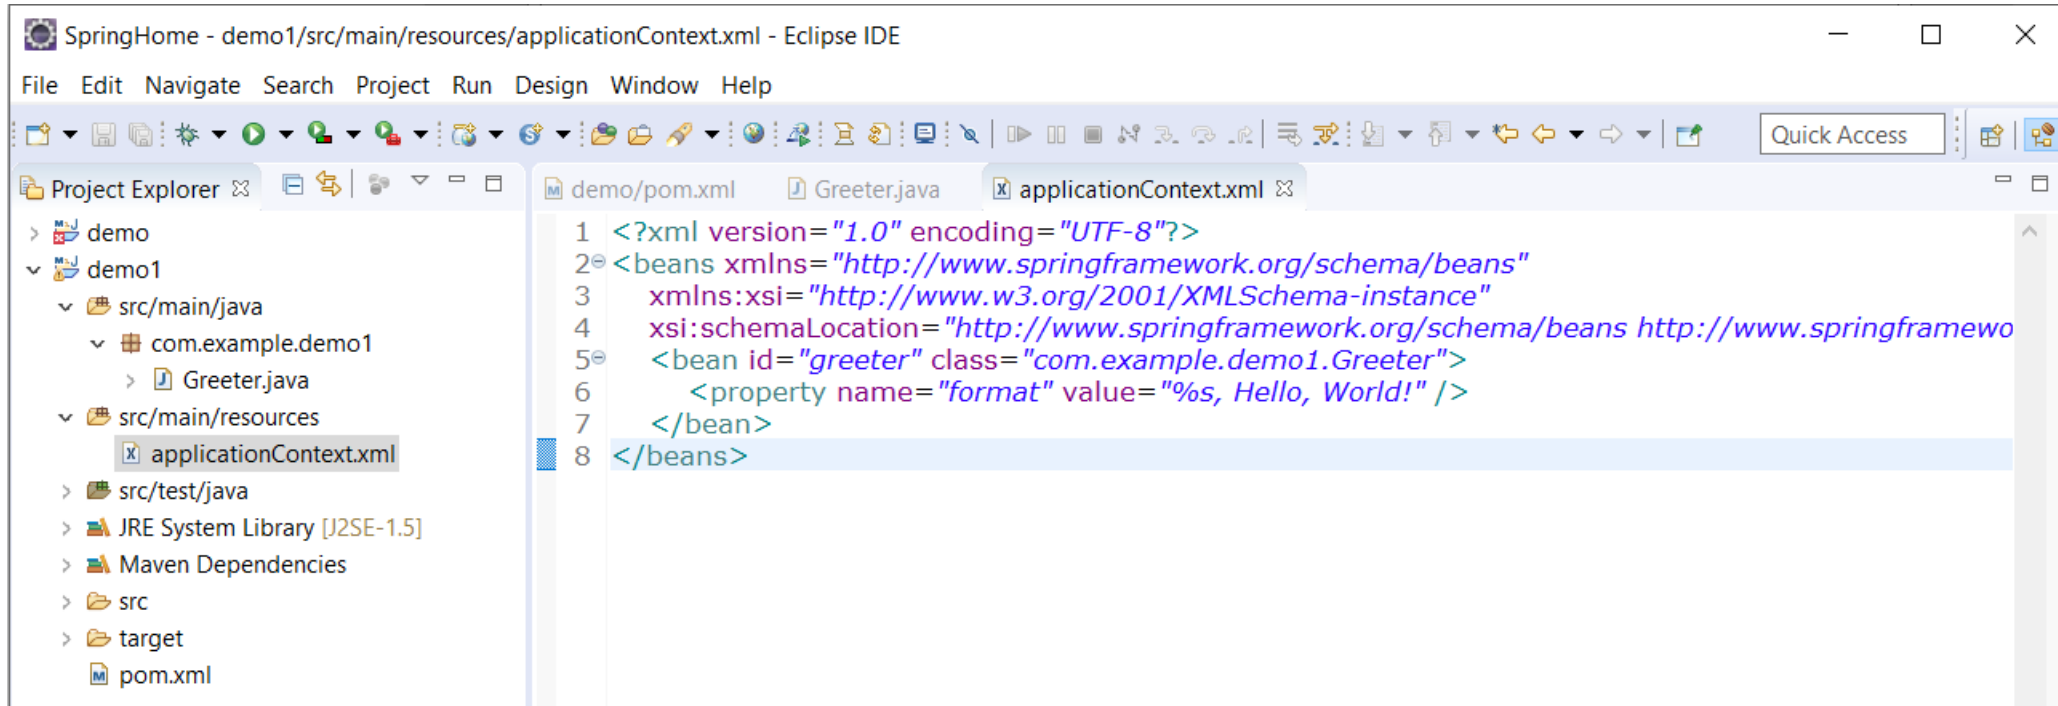 SpringHome - demo1/src/main/resources/applicationContext.xml - Eclipse IDE
File Edit Navigate Search Project Run Design Window Help
Quick Access
Project Explorer
demo
demo1
src/main/java
com.example.demo1
Greeter.java
src/main/resources
applicationContext.xml
src/test/java
JRE System Library [J2SE-1.5]
Maven Dependencies
src
target
pom.xml
demo/pom.xml Greeter.java applicationContext.xml
1 <?xml version="1.0" encoding="UTF-8"?>
2 <beans xmlns="http://www.springframework.org/schema/beans"
3 xmlns:xsi="http://www.w3.org/2001/XMLSchema-instance"
4 xsi:schemaLocation="http://www.springframework.org/schema/beans http://www.springframewo
5 <bean id="greeter" class="com.example.demo1.Greeter">
6 <property name="format" value="%s, Hello, World!" />
7 </bean>
8 </beans>